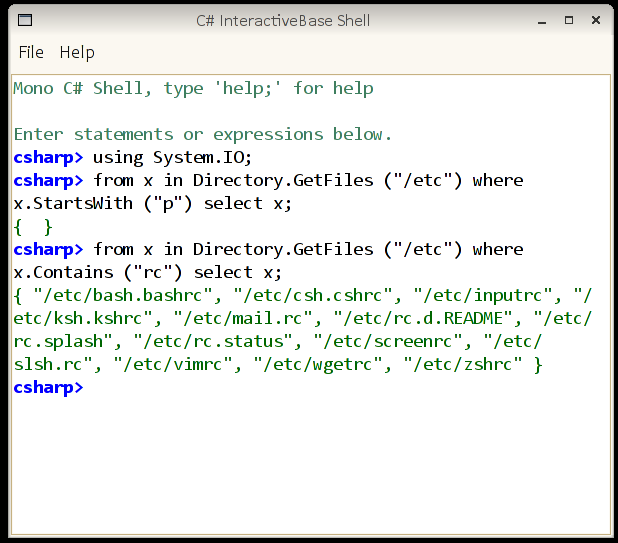 C# InteractiveBase Shell
File Help
Mono C# Shell, type 'help;' for help
Enter statements or expressions below.
csharp> using System.IO;
csharp> from x in Directory.GetFiles ("/etc") where
x.StartsWith ("p") select x;
{  }
csharp> from x in Directory.GetFiles ("/etc") where
x.Contains ("rc") select x;
{ "/etc/bash.bashrc", "/etc/csh.cshrc", "/etc/inputrc", "/
etc/ksh.kshrc", "/etc/mail.rc", "/etc/rc.d.README", "/etc/
rc.splash", "/etc/rc.status", "/etc/screenrc", "/etc/
slsh.rc", "/etc/vimrc", "/etc/wgetrc", "/etc/zshrc" }
csharp>